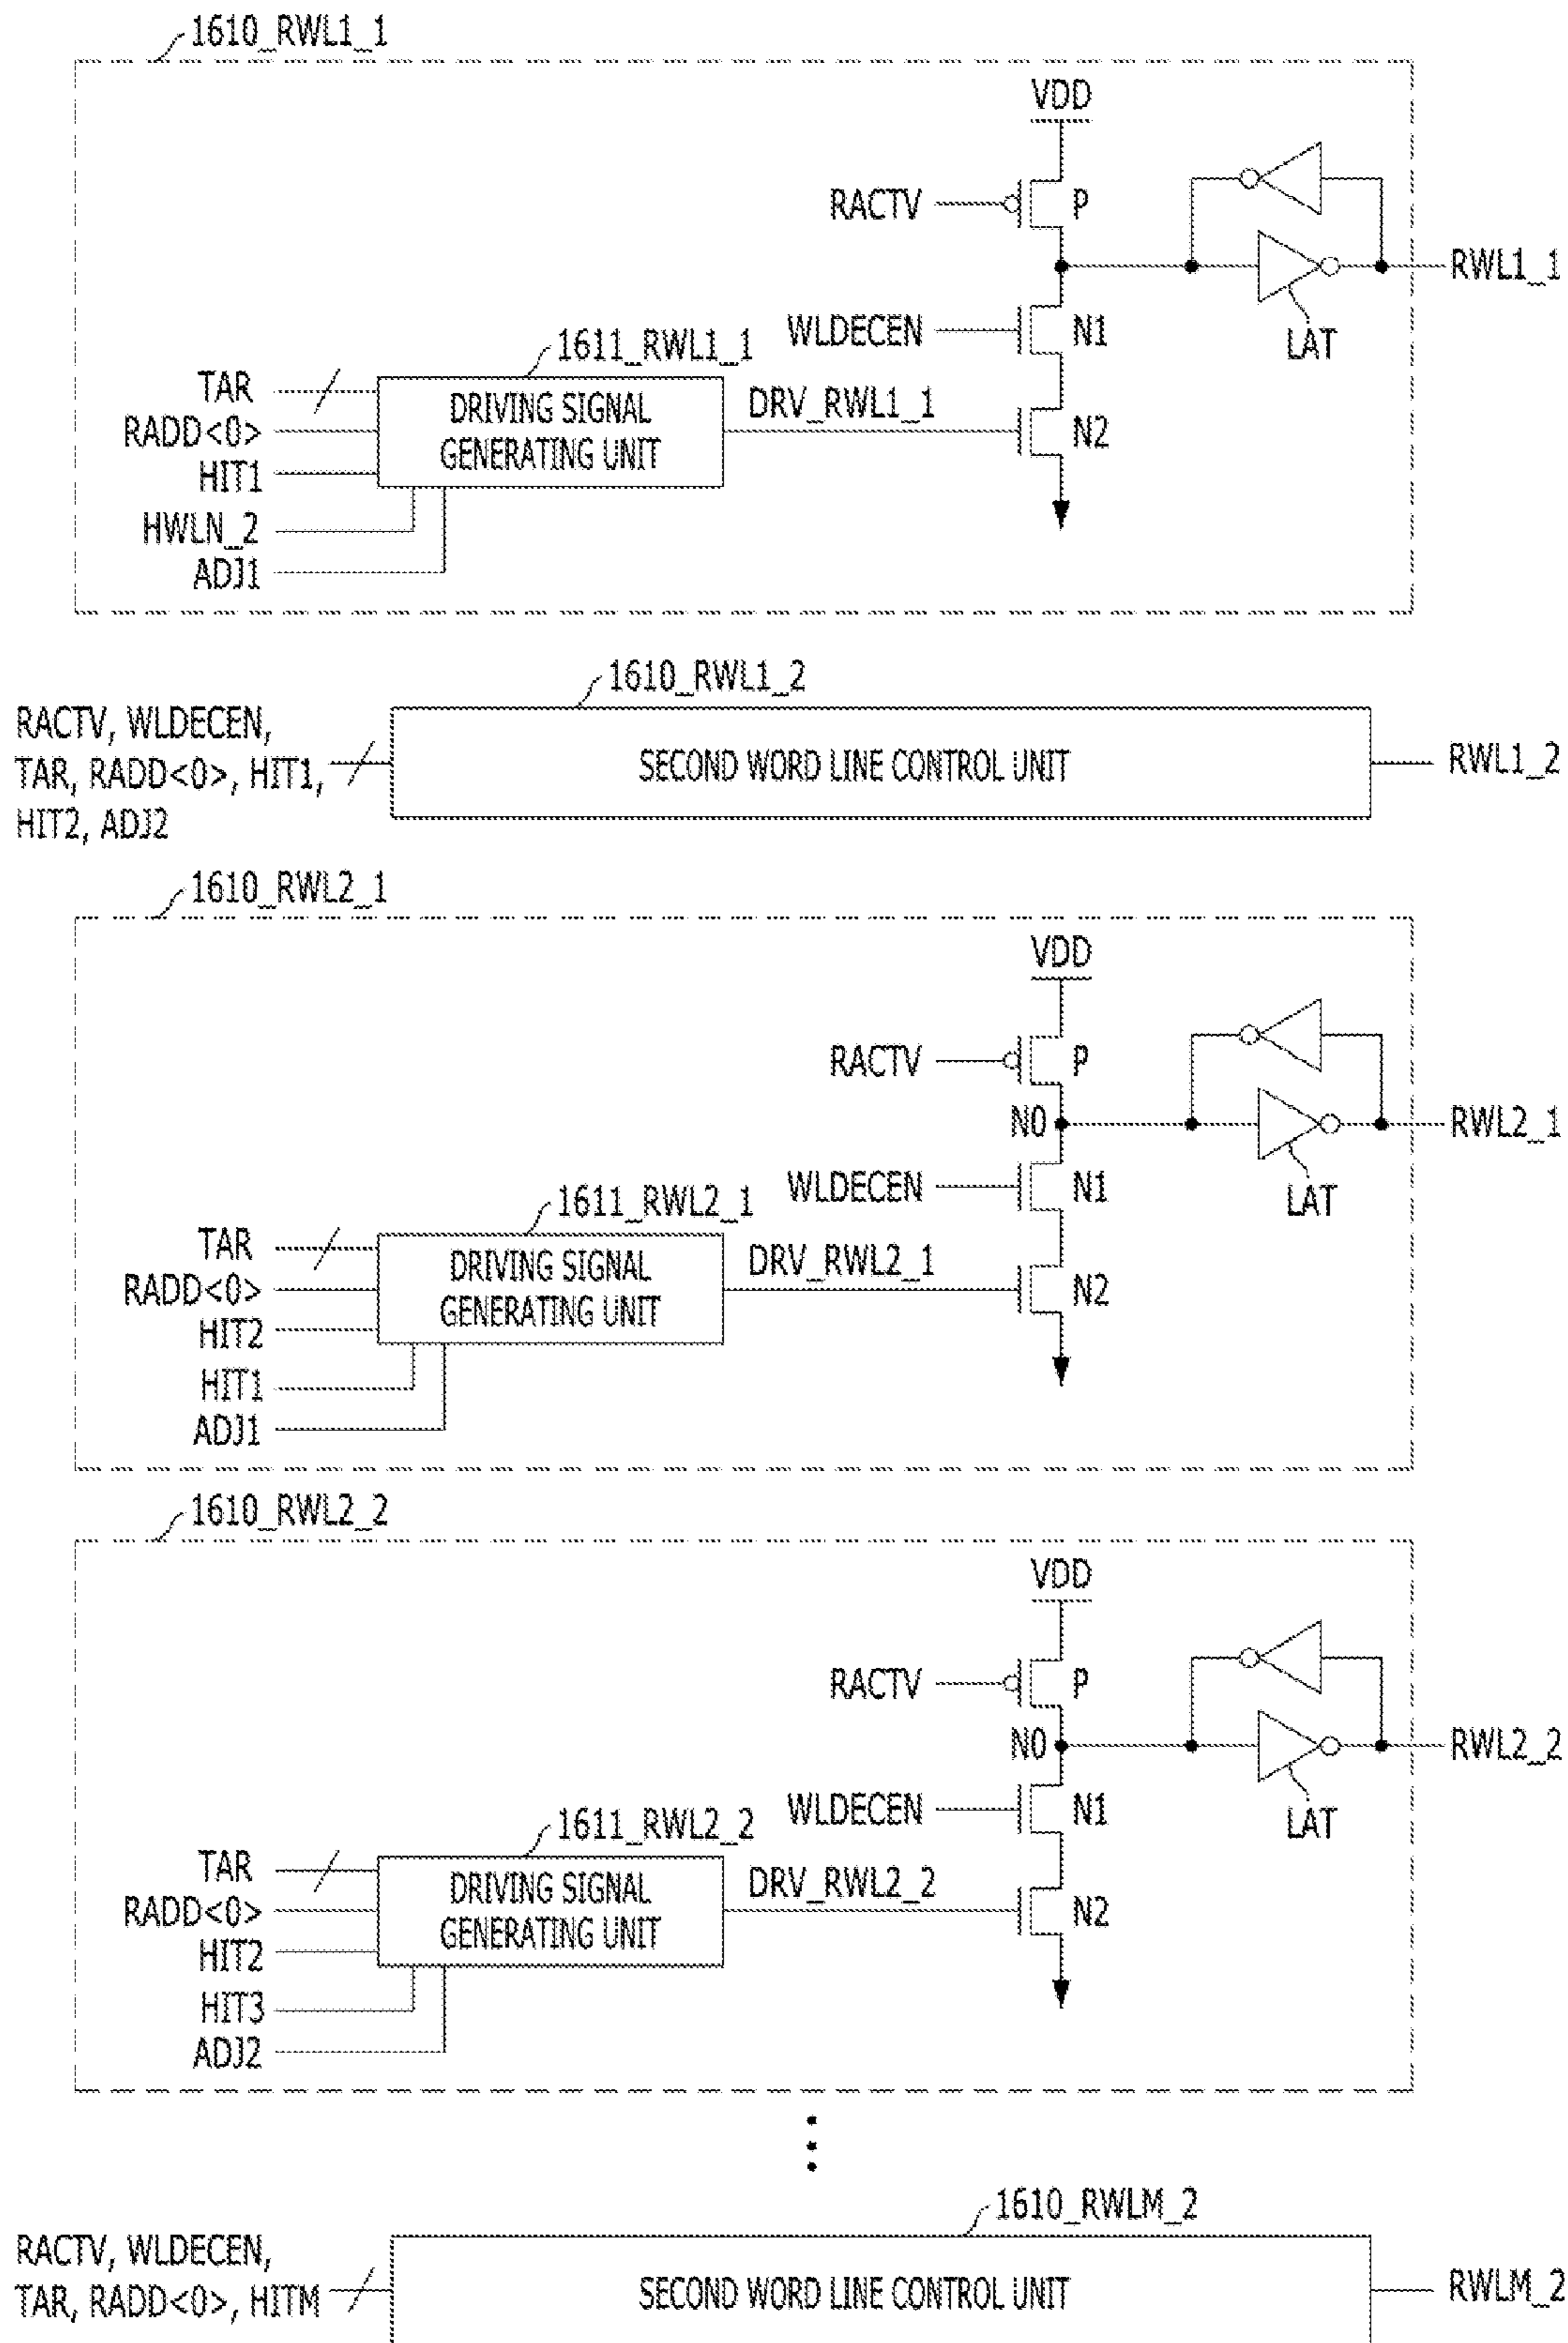 1610_RWL1_1
VDD
RACTV
P
RWL1_1
WLDECEN
N1
LAT
1611_RWL1_1
TAR
DRIVING SIGNAL
GENERATING UNIT
DRV_RWL1_1
N2
RADD<0>
HIT1
HWLN_2
ADJ1
1610_RWL1_2
RACTV, WLDECEN,
TAR, RADD<0>, HIT1,
HIT2, ADJ2
SECOND WORD LINE CONTROL UNIT
RWL1_2
1610_RWL2_1
VDD
RACTV
P
N0
RWL2_1
WLDECEN
N1
LAT
1611_RWL2_1
TAR
DRIVING SIGNAL
GENERATING UNIT
DRV_RWL2_1
N2
RADD<0>
HIT2
HIT1
ADJ1
1610_RWL2_2
VDD
RACTV
P
N0
RWL2_2
WLDECEN
N1
LAT
1611_RWL2_2
TAR
DRIVING SIGNAL
GENERATING UNIT
DRV_RWL2_2
N2
RADD<0>
HIT2
HIT3
ADJ2
1610_RWLM_2
RACTV, WLDECEN,
TAR, RADD<0>, HITM
SECOND WORD LINE CONTROL UNIT
RWLM_2